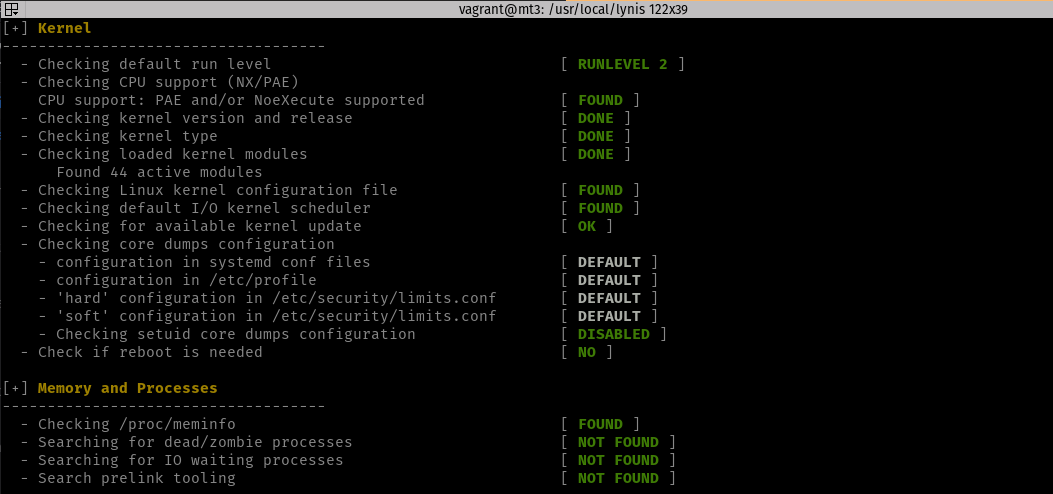 vagrant@mt3: /usr/local/lynis 122x39
[+] Kernel
------------------------------------
  - Checking default run level                                [ RUNLEVEL 2 ]
  - Checking CPU support (NX/PAE)
    CPU support: PAE and/or NoeXecute supported               [ FOUND ]
  - Checking kernel version and release                       [ DONE ]
  - Checking kernel type                                      [ DONE ]
  - Checking loaded kernel modules                            [ DONE ]
      Found 44 active modules
  - Checking Linux kernel configuration file                  [ FOUND ]
  - Checking default I/O kernel scheduler                     [ FOUND ]
  - Checking for available kernel update                      [ OK ]
  - Checking core dumps configuration
    - configuration in systemd conf files                     [ DEFAULT ]
    - configuration in /etc/profile                           [ DEFAULT ]
    - 'hard' configuration in /etc/security/limits.conf       [ DEFAULT ]
    - 'soft' configuration in /etc/security/limits.conf       [ DEFAULT ]
    - Checking setuid core dumps configuration                [ DISABLED ]
  - Check if reboot is needed                                 [ NO ]
[+] Memory and Processes
------------------------------------
  - Checking /proc/meminfo                                    [ FOUND ]
  - Searching for dead/zombie processes                       [ NOT FOUND ]
  - Searching for IO waiting processes                        [ NOT FOUND ]
  - Search prelink tooling                                    [ NOT FOUND ]